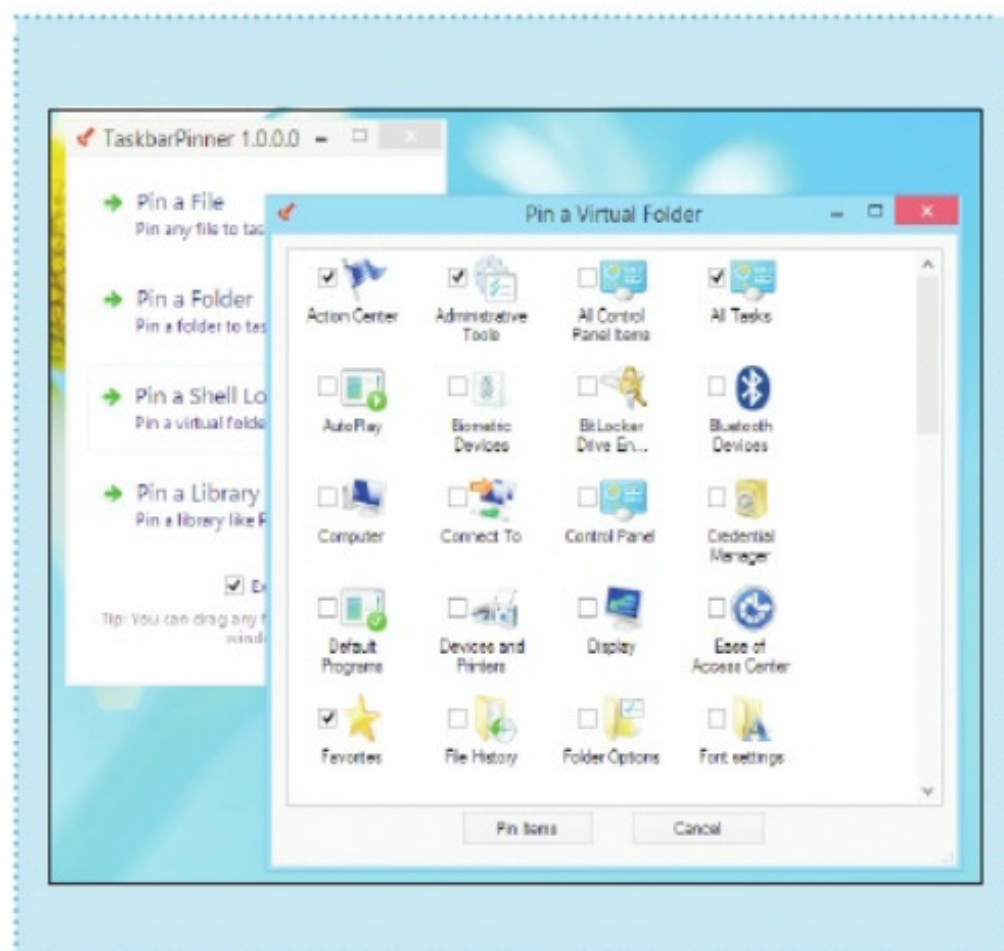 TaskbarPinner 1.0.0.0
Pin a File
Pin any file to tas
Pin a Folder
Pin a folder to tas
Pin a Shell Lo
Pin a virtual folde
Pin a Library
Pin a library like P
Tip: You can drag any f
wind
Pin a Virtual Folder
Action Center
Administrative
Tools
All Control
Panel Items
All Tasks
AutoPlay
Biometric
Devices
BitLocker
Drive En...
Bluetooth
Devices
Computer
Connect To
Control Panel
Credential
Manager
Default
Programs
Devices and
Printers
Display
Ease of
Access Center
Favorites
File History
Folder Options
Font settings
Pin Items
Cancel